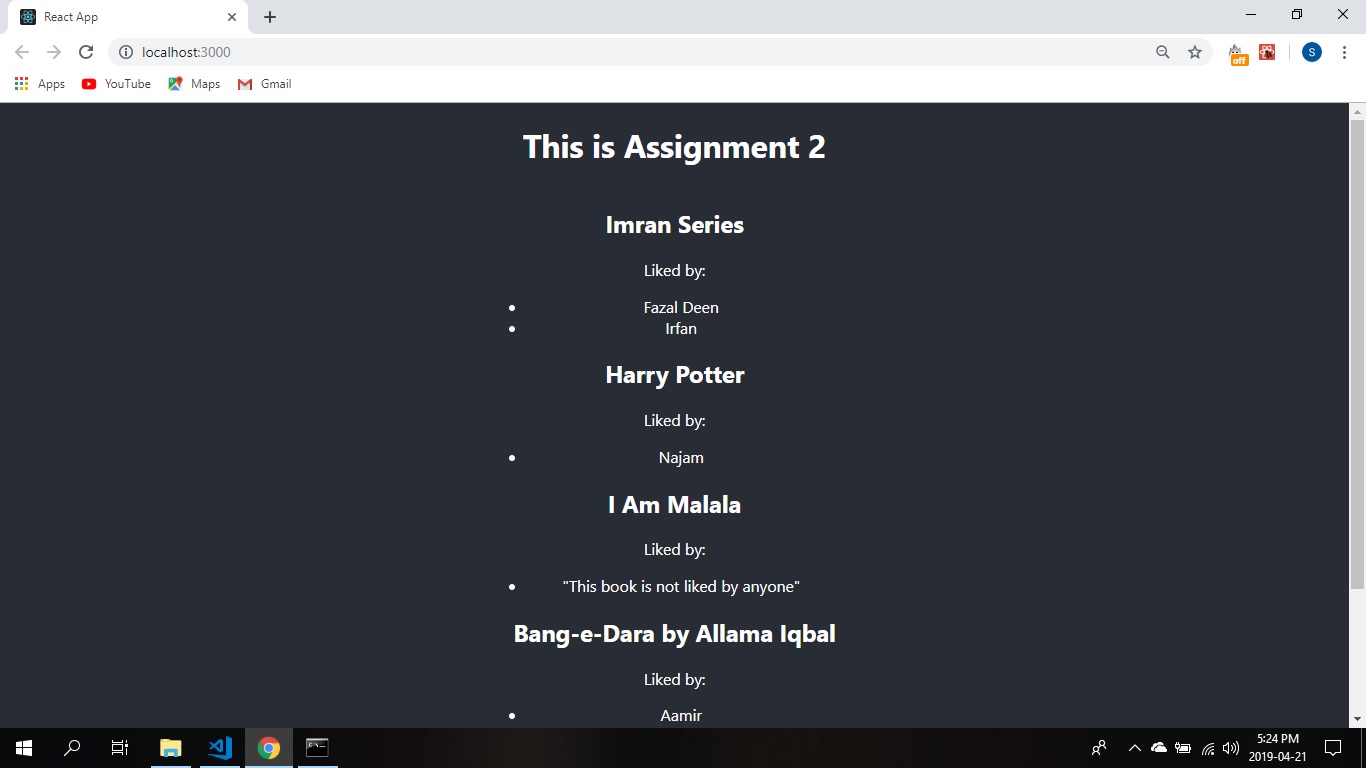 React App
localhost:3000
off
S
Apps YouTube Maps Gmail
This is Assignment 2
Imran Series
Liked by:
• Fazal Deen
• Irfan
Harry Potter
Liked by:
• Najam
I Am Malala
Liked by:
• "This book is not liked by anyone"
Bang-e-Dara by Allama Iqbal
Liked by:
• Aamir
5:24 PM
2019-04-21